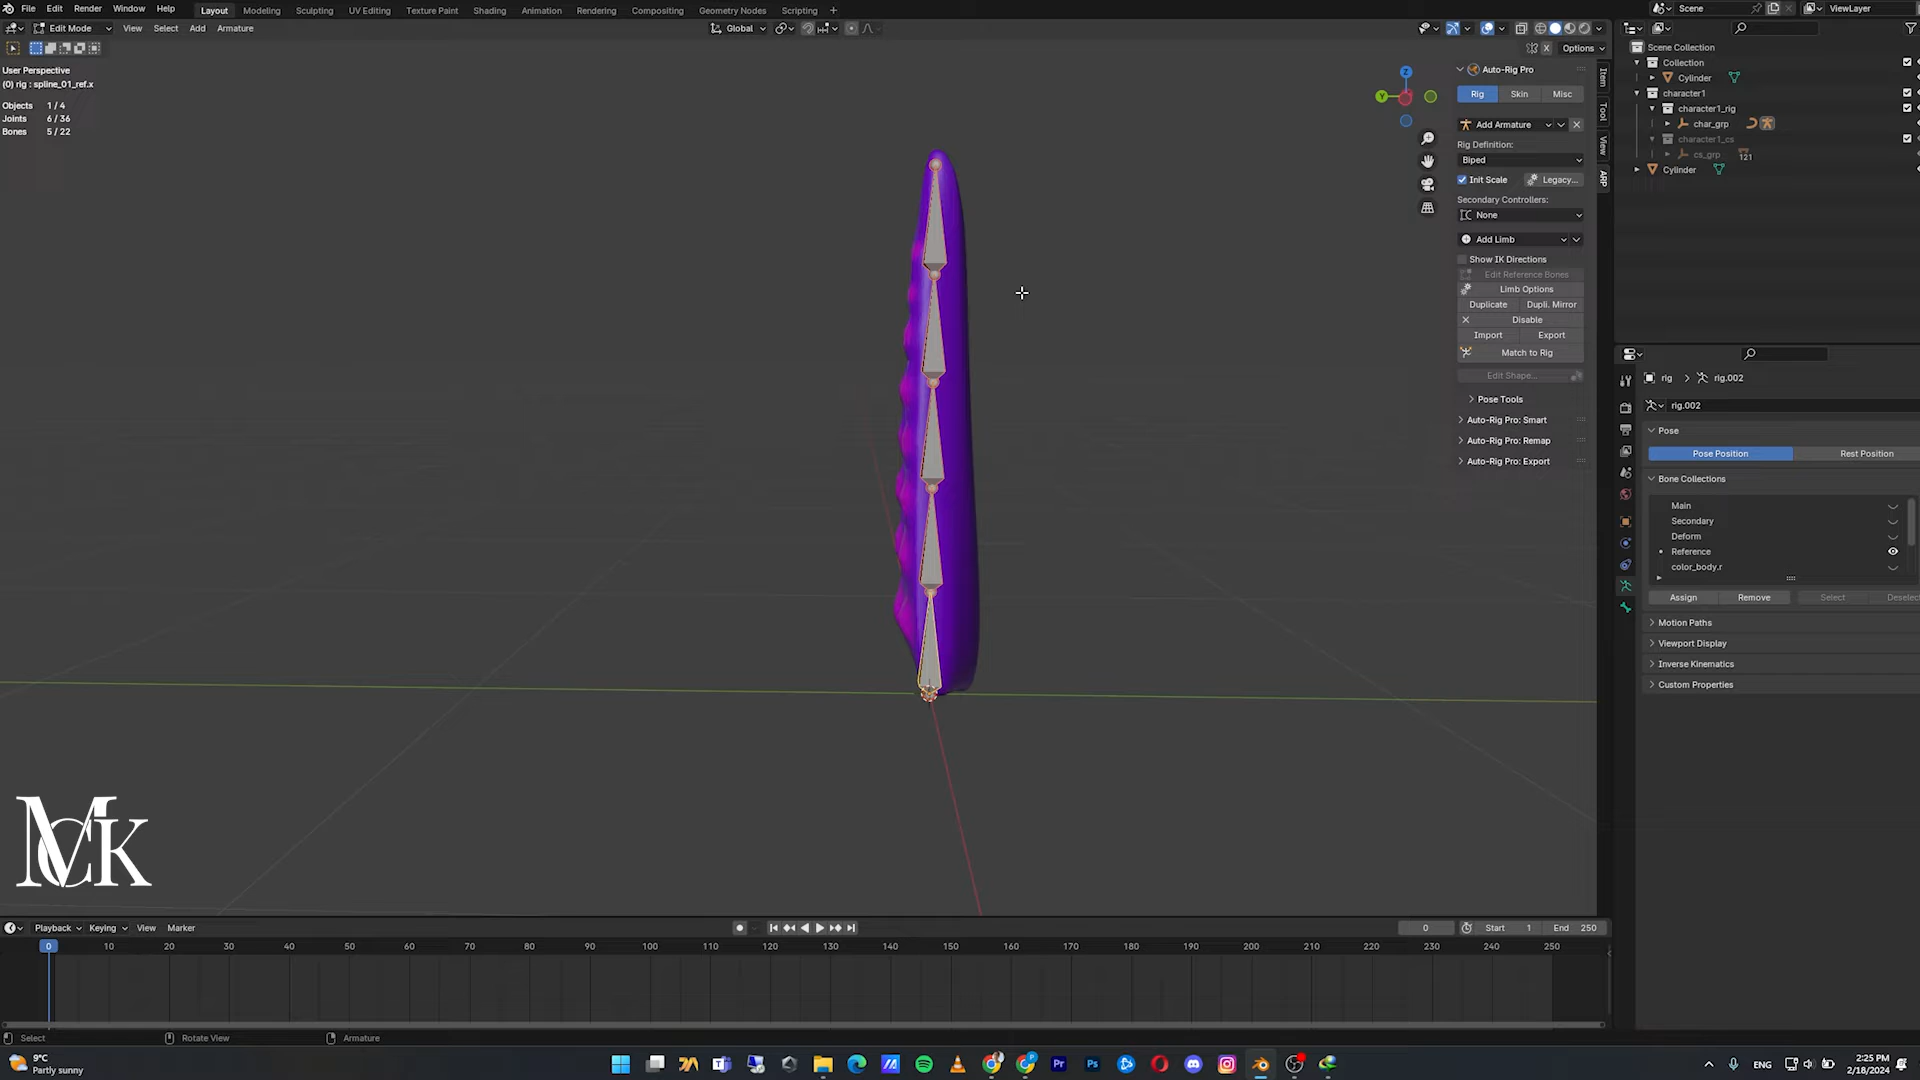 File Edit Render Window Help Layout Modeling Sculpting UV Editing Texture Paint Shading Animation Rendering Compositing Geometry Nodes Scripting + Scene ViewLayer
Edit Mode View Select Add Armature Global
X Options
User Perspective
(0) rig : spline_01_ref.x
Objects 1 / 4
Joints 6 / 36
Bones 5 / 22
Z
Y
Auto-Rig Pro
Rig Skin Misc
Add Armature
Rig Definition:
Biped
Init Scale Legacy...
Secondary Controllers:
None
Add Limb
Show IK Directions
Edit Reference Bones
Limb Options
Duplicate Dupli. Mirror
Disable
Import Export
Match to Rig
Edit Shape...
Pose Tools
Auto-Rig Pro: Smart
Auto-Rig Pro: Remap
Auto-Rig Pro: Export
Item
Tool
View
ARP
Scene Collection
Collection
Cylinder
character1
character1_rig
char_grp
character1_cs
cs_grp 121
Cylinder
rig rig.002
rig.002
Pose
Pose Position Rest Position
Bone Collections
Main
Secondary
Deform
Reference
color_body.r
Assign Remove Select Deselect
Motion Paths
Viewport Display
Inverse Kinematics
Custom Properties
MCK
Playback Keying View Marker 0 Start 1 End 250
0 10 20 30 40 50 60 70 80 90 100 110 120 130 140 150 160 170 180 190 200 210 220 230 240 250
Select Rotate View Armature
9°C
Partly sunny
Pr Ps
ENG
2:25 PM
2/18/2024